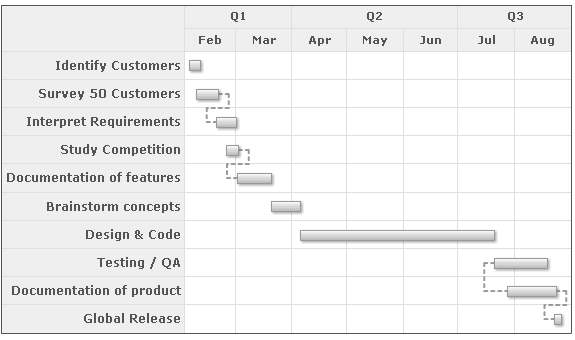 Q1 Q2 Q3
Feb Mar Apr May Jun Jul Aug
Identify Customers
Survey 50 Customers
Interpret Requirements
Study Competition
Documentation of features
Brainstorm concepts
Design & Code
Testing / QA
Documentation of product
Global Release